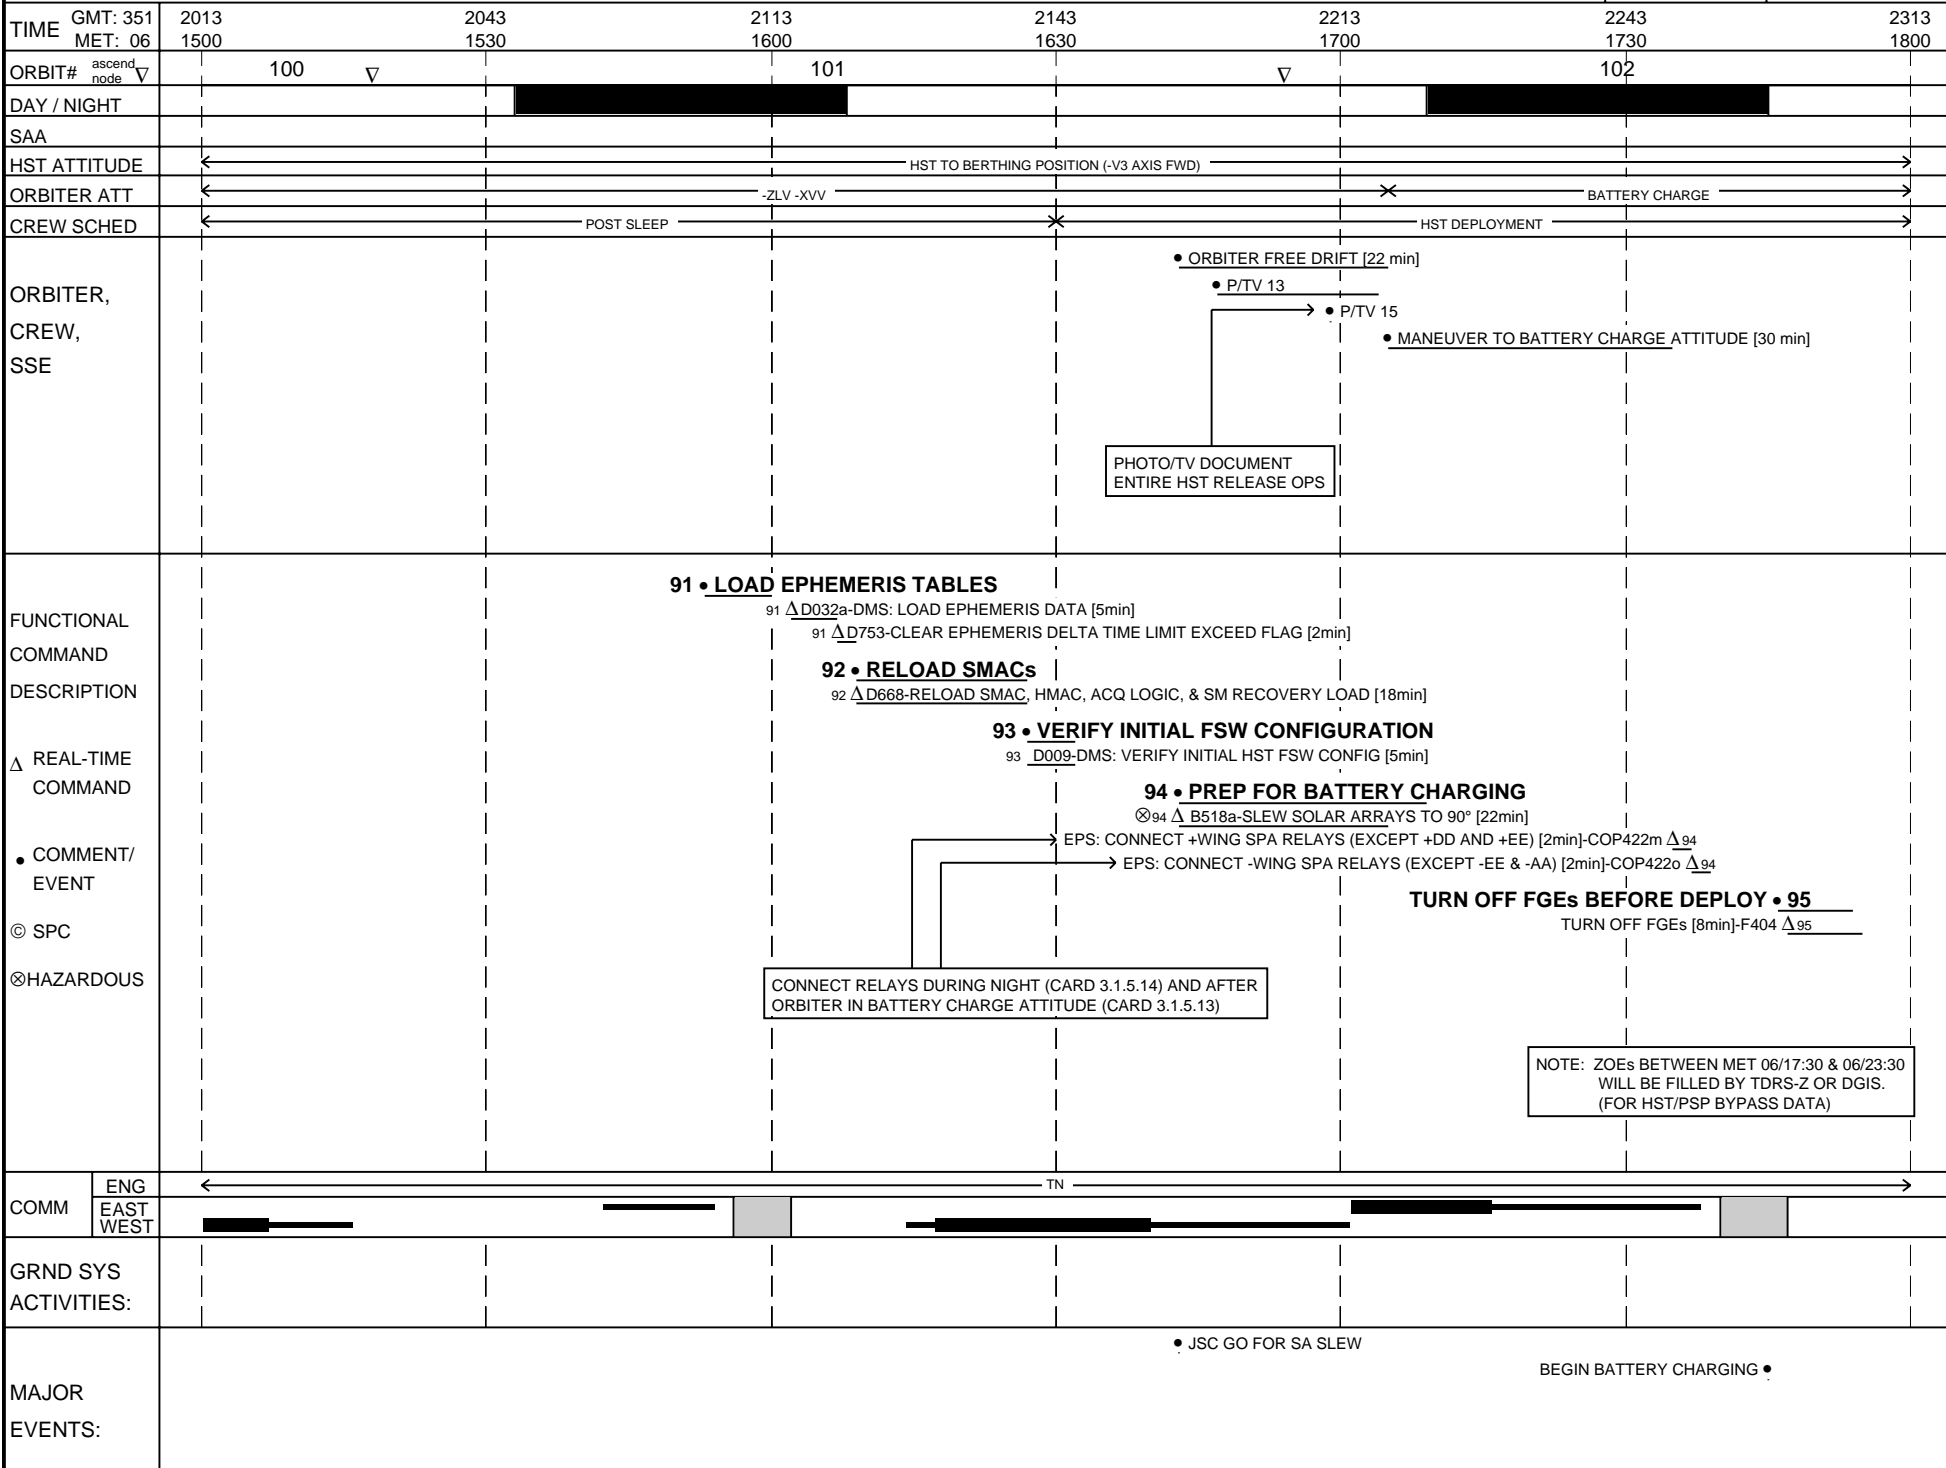 TIME GMT: 351 2013 2043 2113 2143 2213 2243 2313
MET: 06 1500 1530 1600 1630 1700 1730 1800
ORBIT# ascend node ∇ 100 ∇ 101 ∇ 102
DAY / NIGHT
SAA
HST ATTITUDE HST TO BERTHING POSITION (-V3 AXIS FWD)
ORBITER ATT -ZLV -XVV BATTERY CHARGE
CREW SCHED POST SLEEP HST DEPLOYMENT
ORBITER,
CREW,
SSE
• ORBITER FREE DRIFT [22 min]
• P/TV 13
• P/TV 15
• MANEUVER TO BATTERY CHARGE ATTITUDE [30 min]
PHOTO/TV DOCUMENT
ENTIRE HST RELEASE OPS
FUNCTIONAL
COMMAND
DESCRIPTION
Δ REAL-TIME
COMMAND
• COMMENT/
EVENT
© SPC
⊗HAZARDOUS
91 • LOAD EPHEMERIS TABLES
91 Δ D032a-DMS: LOAD EPHEMERIS DATA [5min]
91 Δ D753-CLEAR EPHEMERIS DELTA TIME LIMIT EXCEED FLAG [2min]
92 • RELOAD SMACs
92 Δ D668-RELOAD SMAC, HMAC, ACQ LOGIC, & SM RECOVERY LOAD [18min]
93 • VERIFY INITIAL FSW CONFIGURATION
93 D009-DMS: VERIFY INITIAL HST FSW CONFIG [5min]
94 • PREP FOR BATTERY CHARGING
⊗94 Δ B518a-SLEW SOLAR ARRAYS TO 90° [22min]
EPS: CONNECT +WING SPA RELAYS (EXCEPT +DD AND +EE) [2min]-COP422m Δ94
EPS: CONNECT -WING SPA RELAYS (EXCEPT -EE & -AA) [2min]-COP422o Δ94
TURN OFF FGEs BEFORE DEPLOY • 95
TURN OFF FGEs [8min]-F404 Δ95
CONNECT RELAYS DURING NIGHT (CARD 3.1.5.14) AND AFTER
ORBITER IN BATTERY CHARGE ATTITUDE (CARD 3.1.5.13)
NOTE: ZOEs BETWEEN MET 06/17:30 & 06/23:30
WILL BE FILLED BY TDRS-Z OR DGIS.
(FOR HST/PSP BYPASS DATA)
COMM ENG TN
EAST
WEST
GRND SYS
ACTIVITIES:
MAJOR
EVENTS:
• JSC GO FOR SA SLEW
BEGIN BATTERY CHARGING •